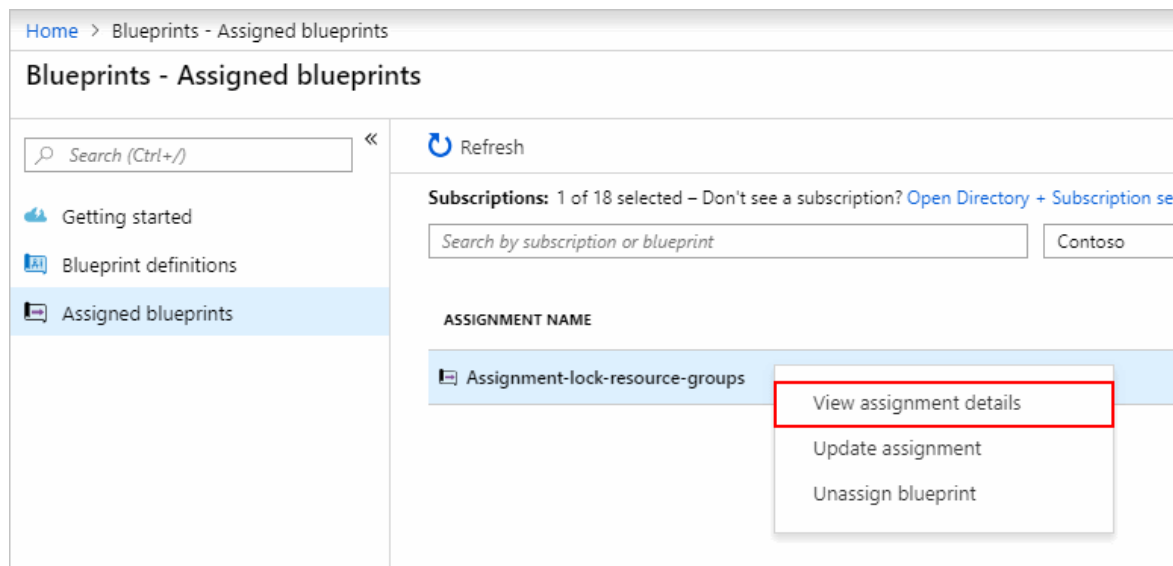 Home > Blueprints - Assigned blueprints
Blueprints - Assigned blueprints
Search (Ctrl+/)
«
Refresh
Getting started
Blueprint definitions
Assigned blueprints
Subscriptions: 1 of 18 selected – Don't see a subscription? Open Directory + Subscription se
Search by subscription or blueprint
Contoso
ASSIGNMENT NAME
Assignment-lock-resource-groups
View assignment details
Update assignment
Unassign blueprint